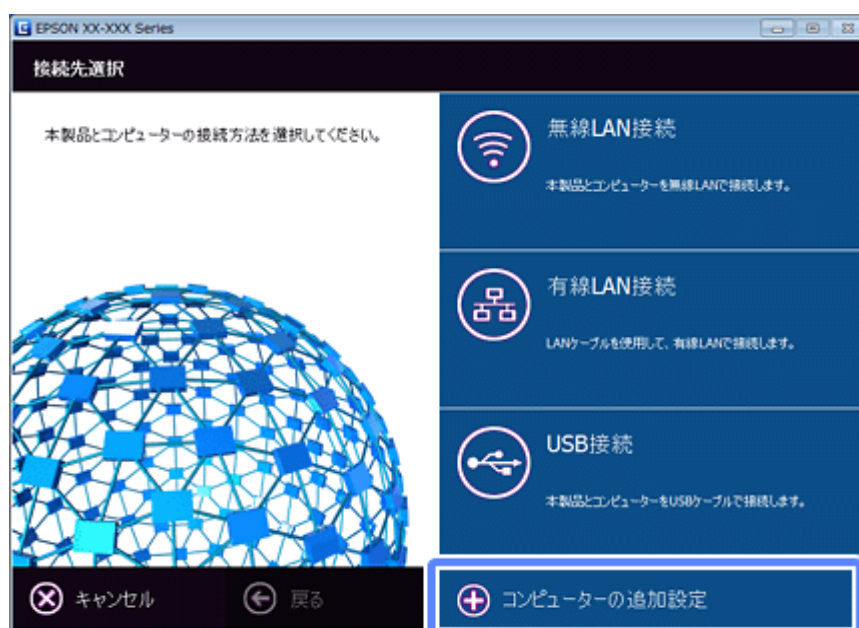 EPSON XX-XXX Series
接続先選択
本製品とコンピューターの接続方法を選択してください。
無線LAN接続
本製品とコンピューターを無線LANで接続します。
有線LAN接続
LANケーブルを使用して、有線LANで接続します。
USB接続
本製品とコンピューターをUSBケーブルで接続します。
キャンセル
戻る
コンピューターの追加設定